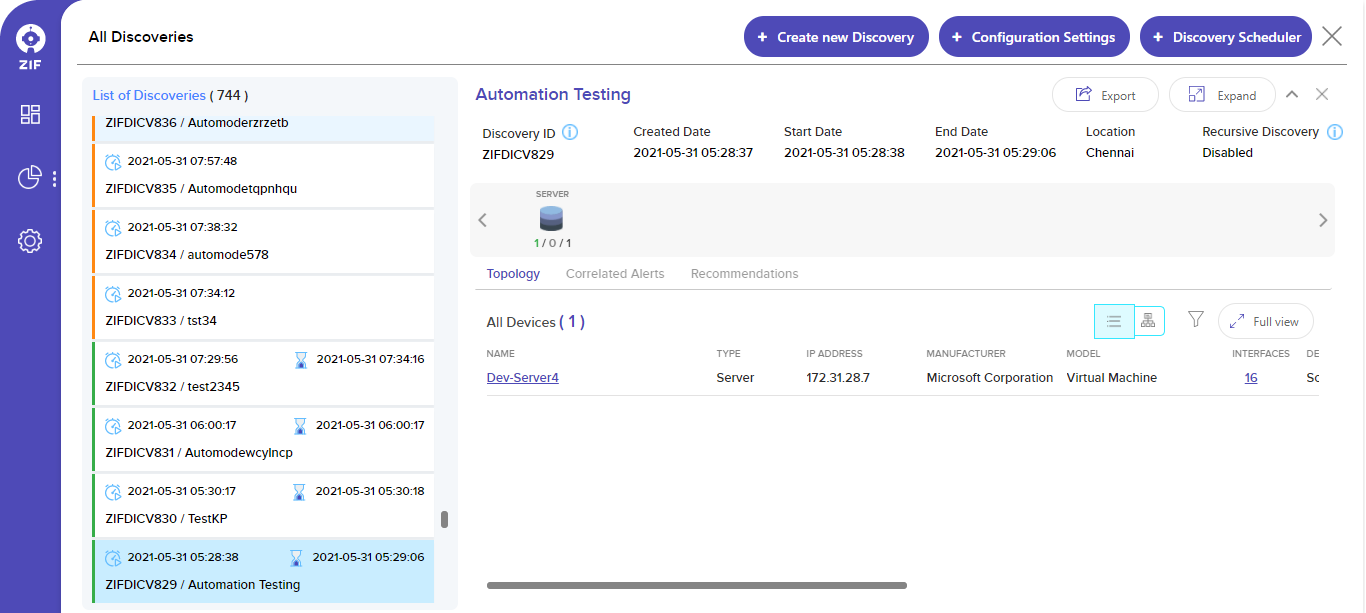 ZIF
All Discoveries
+ Create new Discovery
+ Configuration Settings
+ Discovery Scheduler
List of Discoveries ( 744 )
ZIFDICV836 / Automoderzrzetb
2021-05-31 07:57:48
ZIFDICV835 / Automodetqpnhqu
2021-05-31 07:38:32
ZIFDICV834 / automode578
2021-05-31 07:34:12
ZIFDICV833 / tst34
2021-05-31 07:29:56 2021-05-31 07:34:16
ZIFDICV832 / test2345
2021-05-31 06:00:17 2021-05-31 06:00:17
ZIFDICV831 / Automodewcylncp
2021-05-31 05:30:17 2021-05-31 05:30:18
ZIFDICV830 / TestKP
2021-05-31 05:28:38 2021-05-31 05:29:06
ZIFDICV829 / Automation Testing
Automation Testing
Export
Expand
Discovery ID Created Date Start Date End Date Location Recursive Discovery
ZIFDICV829 2021-05-31 05:28:37 2021-05-31 05:28:38 2021-05-31 05:29:06 Chennai Disabled
SERVER
1 / 0 / 1
Topology Correlated Alerts Recommendations
All Devices ( 1 )
Full view
NAME TYPE IP ADDRESS MANUFACTURER MODEL INTERFACES DE
Dev-Server4 Server 172.31.28.7 Microsoft Corporation Virtual Machine 16 Sc